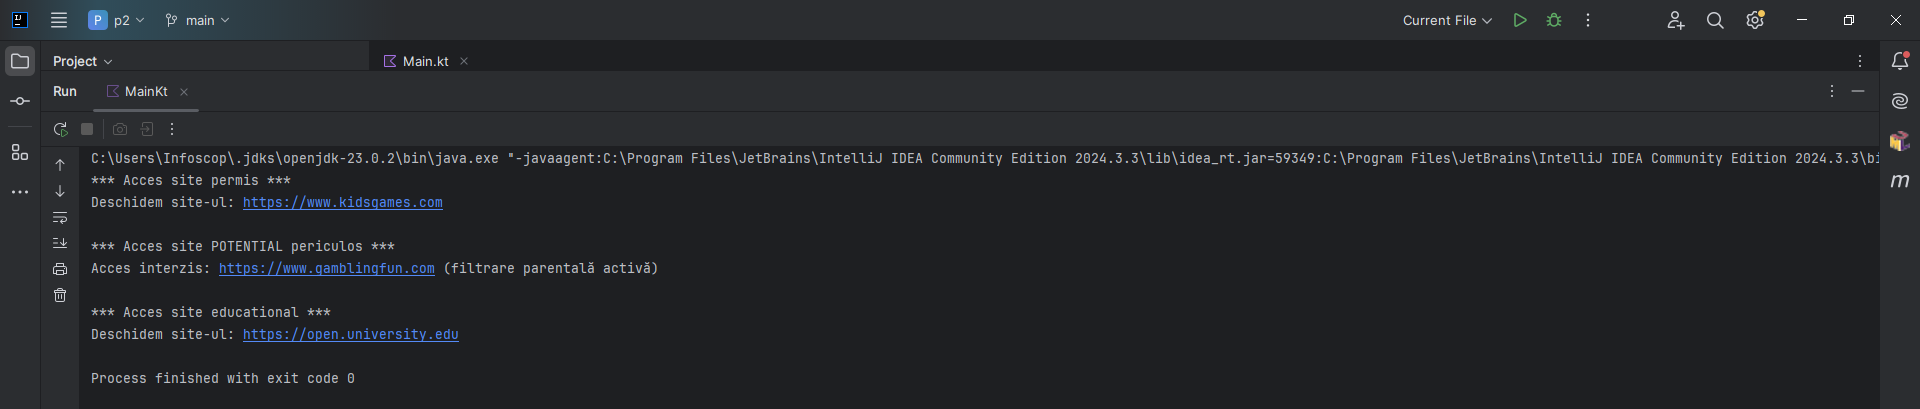 P p2 main Current File
Project Main.kt
Run MainKt
C:\Users\Infoscop\.jdks\openjdk-23.0.2\bin\java.exe "-javaagent:C:\Program Files\JetBrains\IntelliJ IDEA Community Edition 2024.3.3\lib\idea_rt.jar=59349:C:\Program Files\JetBrains\IntelliJ IDEA Community Edition 2024.3.3\bi
*** Acces site permis ***
Deschidem site-ul: https://www.kidsgames.com
*** Acces site POTENTIAL periculos ***
Acces interzis: https://www.gamblingfun.com (filtrare parentală activă)
*** Acces site educational ***
Deschidem site-ul: https://open.university.edu
Process finished with exit code 0